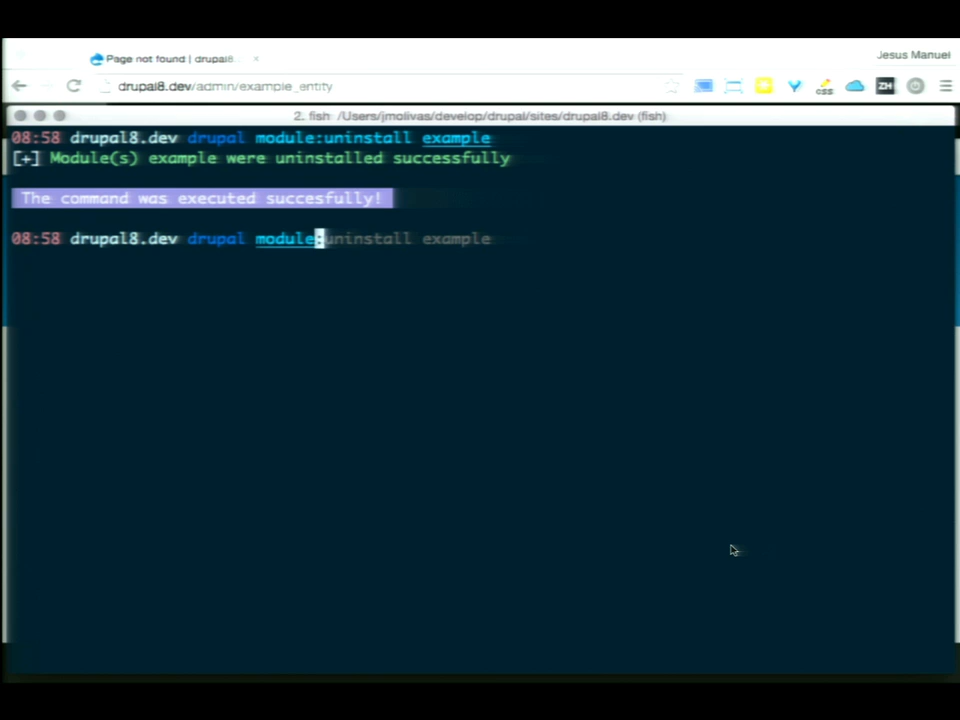 Page not found | drupal8...
Jesus Manuel
drupal8.dev/admin/example_entity
css
ZH
2. fish /Users/jmolivas/develop/drupal/sites/drupal8.dev (fish)
08:58 drupal8.dev drupal module:uninstall example
[+] Module(s) example were uninstalled successfully
The command was executed succesfully!
08:58 drupal8.dev drupal module:uninstall example